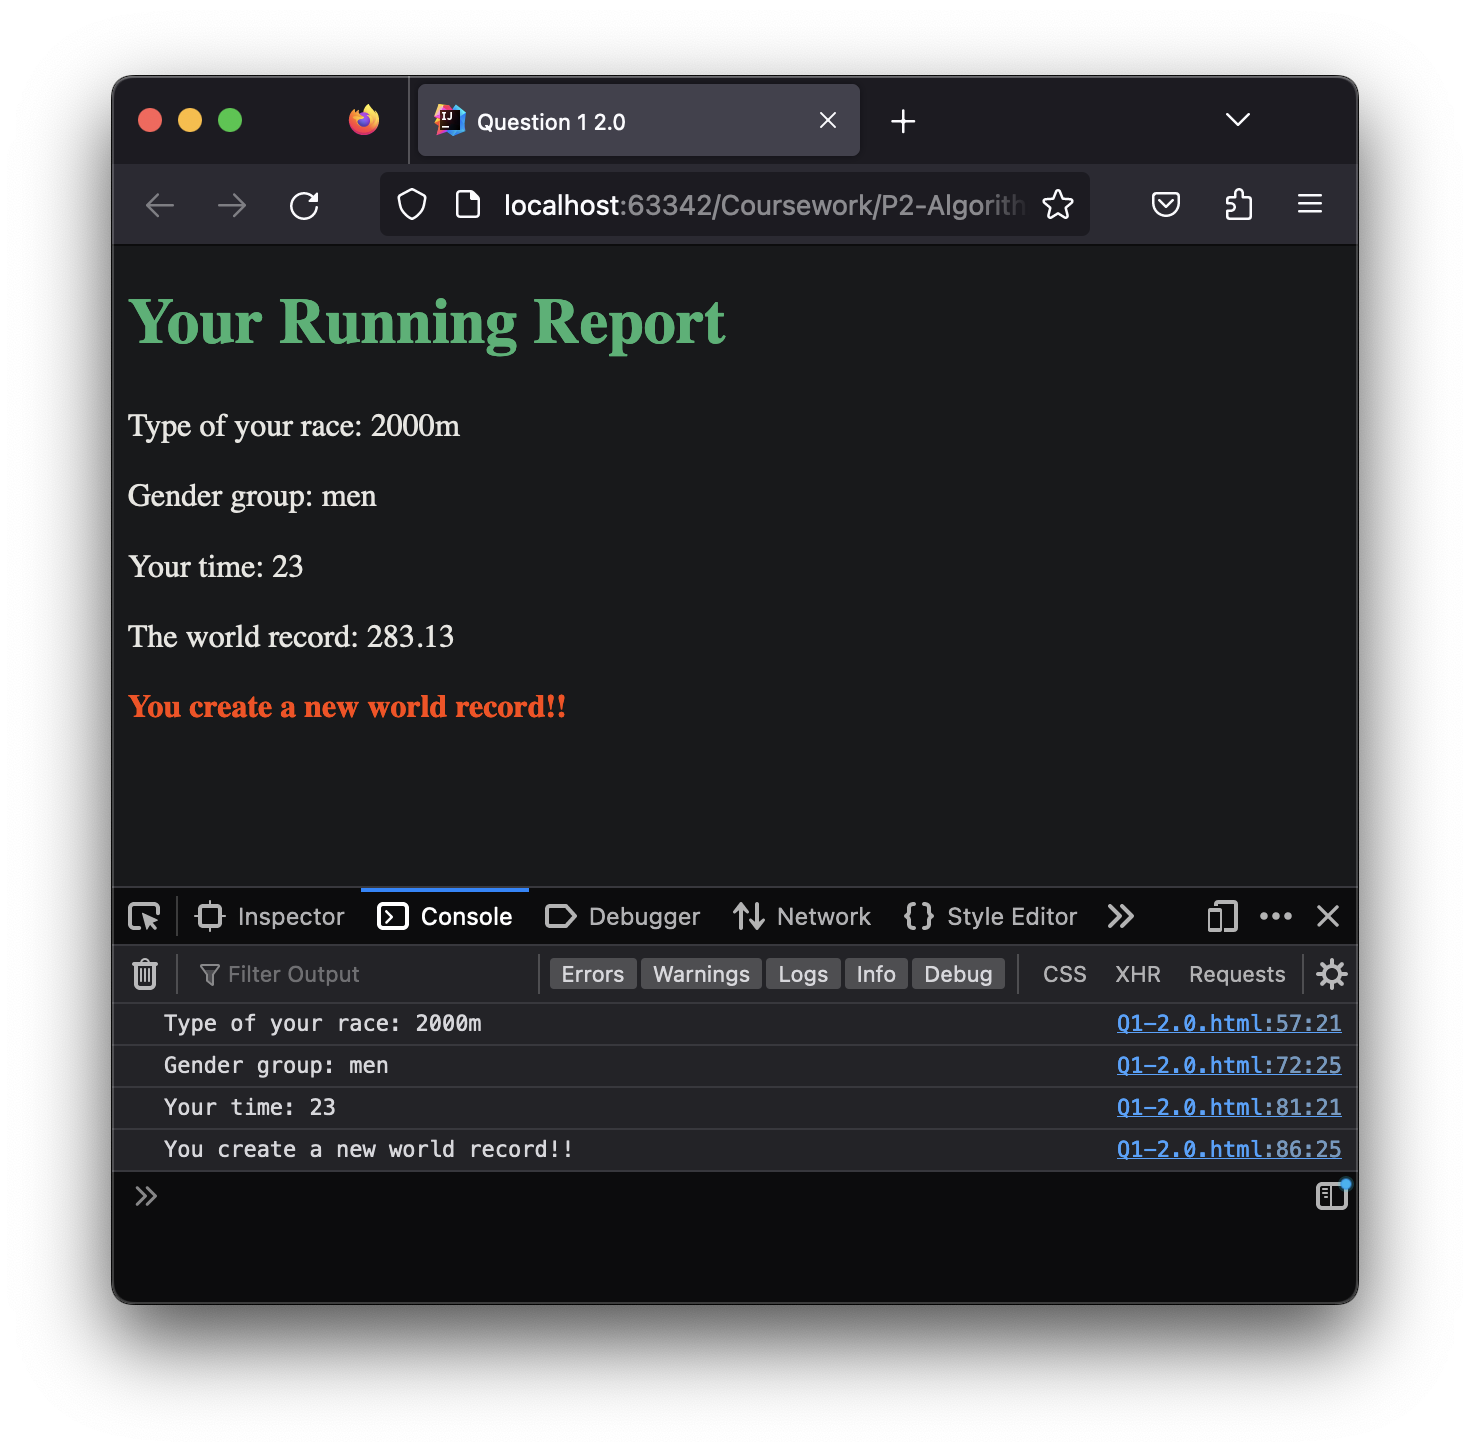 IJ
Question 1 2.0
localhost:63342/Coursework/P2-Algorith
Your Running Report
Type of your race: 2000m
Gender group: men
Your time: 23
The world record: 283.13
You create a new world record!!
Inspector Console Debugger Network Style Editor
Filter Output Errors Warnings Logs Info Debug CSS XHR Requests
Type of your race: 2000m Q1-2.0.html:57:21
Gender group: men Q1-2.0.html:72:25
Your time: 23 Q1-2.0.html:81:21
You create a new world record!! Q1-2.0.html:86:25